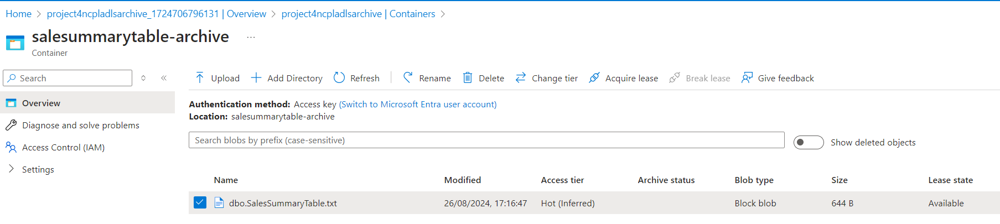 Home > project4ncpladlsarchive_1724706796131 | Overview > project4ncpladlsarchive | Containers >
salesummarytable-archive ...
Container
Search
Upload Add Directory Refresh Rename Delete Change tier Acquire lease Break lease Give feedback
Overview
Diagnose and solve problems
Access Control (IAM)
Settings
Authentication method: Access key (Switch to Microsoft Entra user account)
Location: salesummarytable-archive
Search blobs by prefix (case-sensitive)
Show deleted objects
Name Modified Access tier Archive status Blob type Size Lease state
dbo.SalesSummaryTable.txt 26/08/2024, 17:16:47 Hot (Inferred) Block blob 644 B Available